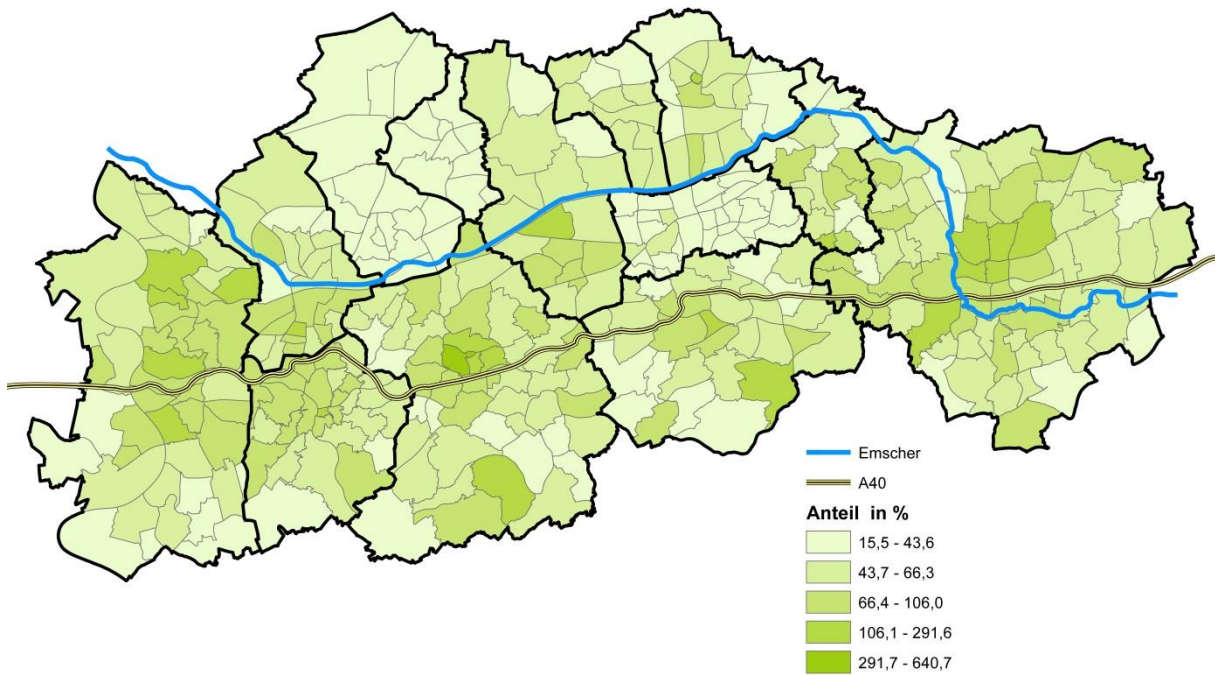 Emscher
A40
Anteil in %
15,5 - 43,6
43,7 - 66,3
66,4 - 106,0
106,1 - 291,6
291,7 - 640,7